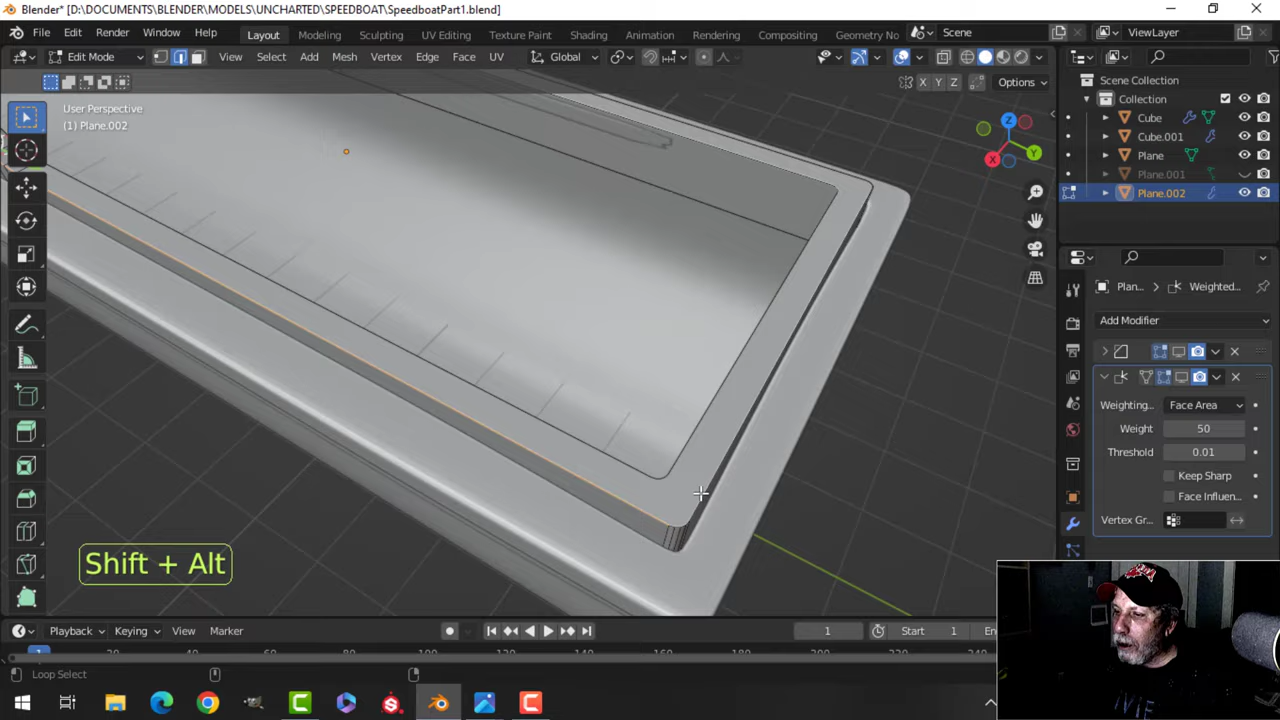 Blender* [D:\DOCUMENTS\BLENDER\MODELS\UNCHARTED\SPEEDBOAT\SpeedboatPart1.blend]
File Edit Render Window Help Layout Modeling Sculpting UV Editing Texture Paint Shading Animation Rendering Compositing Geometry No Scene ViewLayer
Edit Mode View Select Add Mesh Vertex Edge Face UV Global
X Y Z Options
User Perspective
(1) Plane.002
Z
Y
X
Scene Collection
Collection
Cube
Cube.001
Plane
Plane.001
Plane.002
Plan... Weighted...
Add Modifier
Weighting... Face Area
Weight 50
Threshold 0.01
Keep Sharp
Face Influen...
Vertex Gr...
Shift + Alt
Playback Keying View Marker 1 Start 1 En
Loop Select